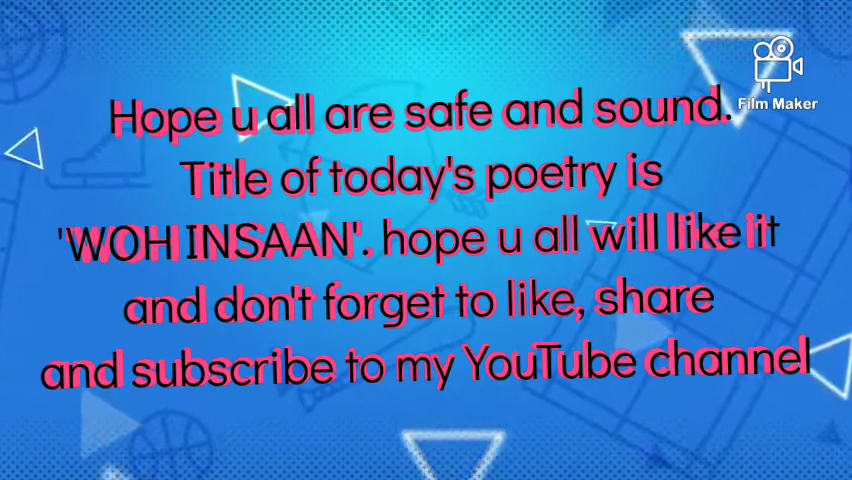 Film Maker
Hope u all are safe and sound.
Title of today's poetry is
'WOH INSAAN'. hope u all will like it
and don't forget to like, share
and subscribe to my YouTube channel